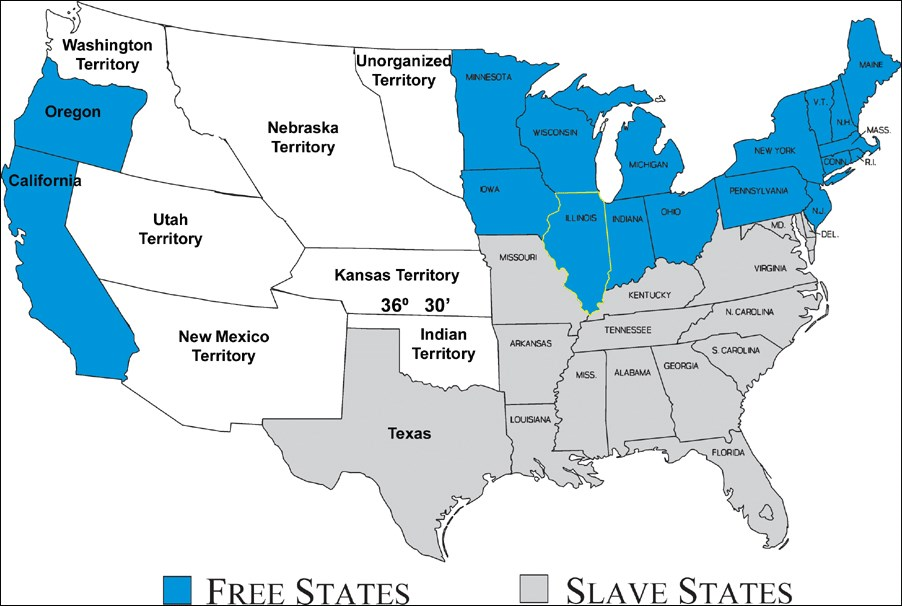 Washington
Territory
Unorganized
Territory
MINNESOTA
MAINE
Oregon
Nebraska
Territory
V.T.
N.H.
MASS.
WISCONSIN
MICHIGAN
NEW YORK
CONN.
R.I.
California
IOWA
PENNSYLVANIA
Utah
Territory
ILLINOIS
INDIANA
OHIO
N.J.
MD.
DEL.
MISSOURI
VIRGINIA
Kansas Territory
36º 30’
KENTUCKY
N. CAROLINA
New Mexico
Territory
Indian
Territory
TENNESSEE
ARKANSAS
S. CAROLINA
MISS.
ALABAMA
GEORGIA
LOUISIANA
Texas
FLORIDA
FREE STATES
SLAVE STATES